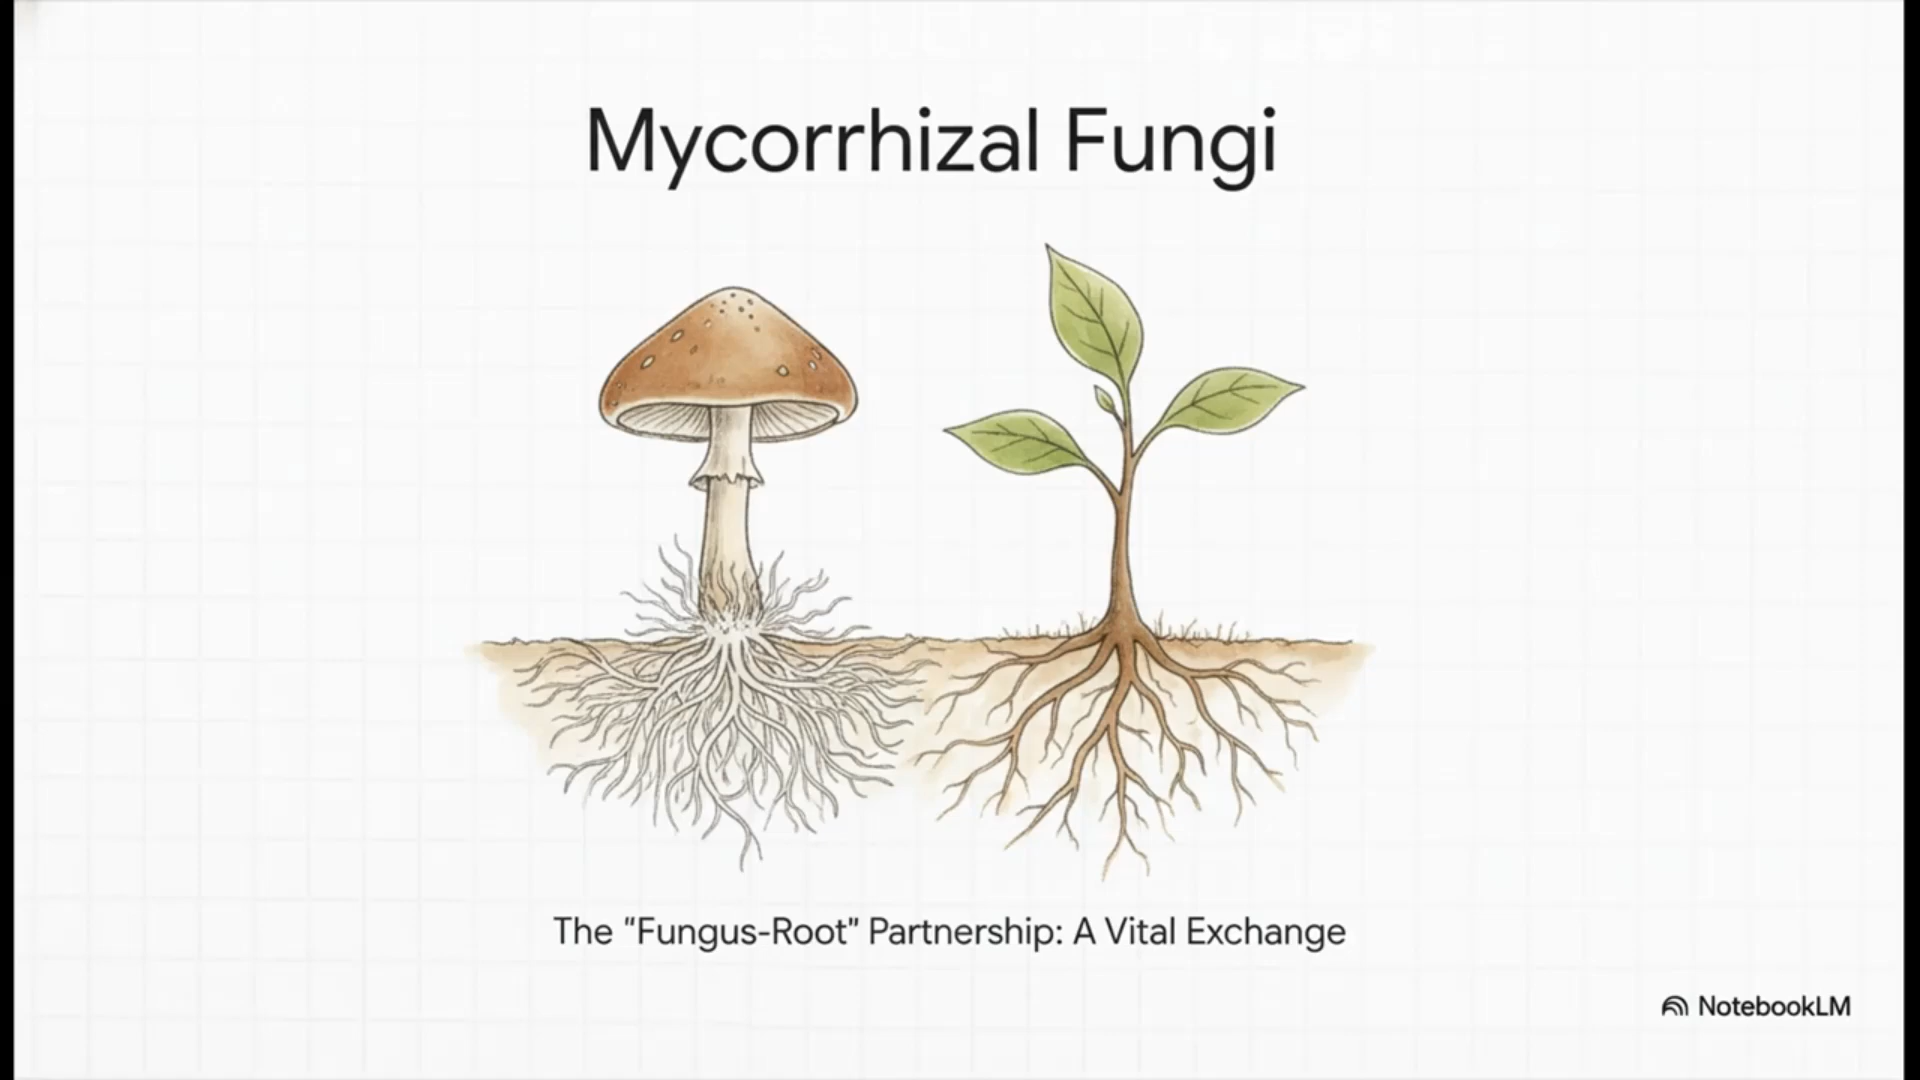 Mycorrhizal Fungi
The "Fungus-Root" Partnership: A Vital Exchange
NotebookLM